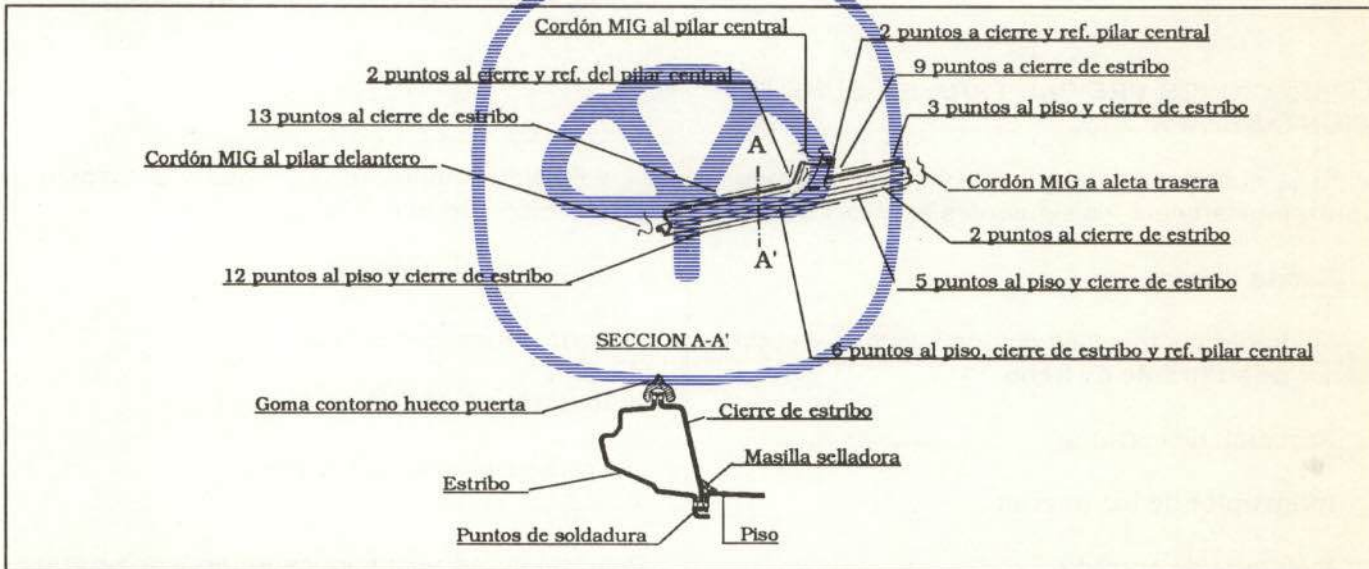 Cordón MIG al pilar central
2 puntos a cierre y ref. pilar central
2 puntos al cierre y ref. del pilar central
9 puntos a cierre de estribo
13 puntos al cierre de estribo
3 puntos al piso y cierre de estribo
Cordón MIG al pilar delantero
A
Cordón MIG a aleta trasera
2 puntos al cierre de estribo
A'
12 puntos al piso y cierre de estribo
5 puntos al piso y cierre de estribo
SECCION A-A'
6 puntos al piso, cierre de estribo y ref. pilar central
Goma contorno hueco puerta
Cierre de estribo
Masilla selladora
Estribo
Puntos de soldadura
Piso